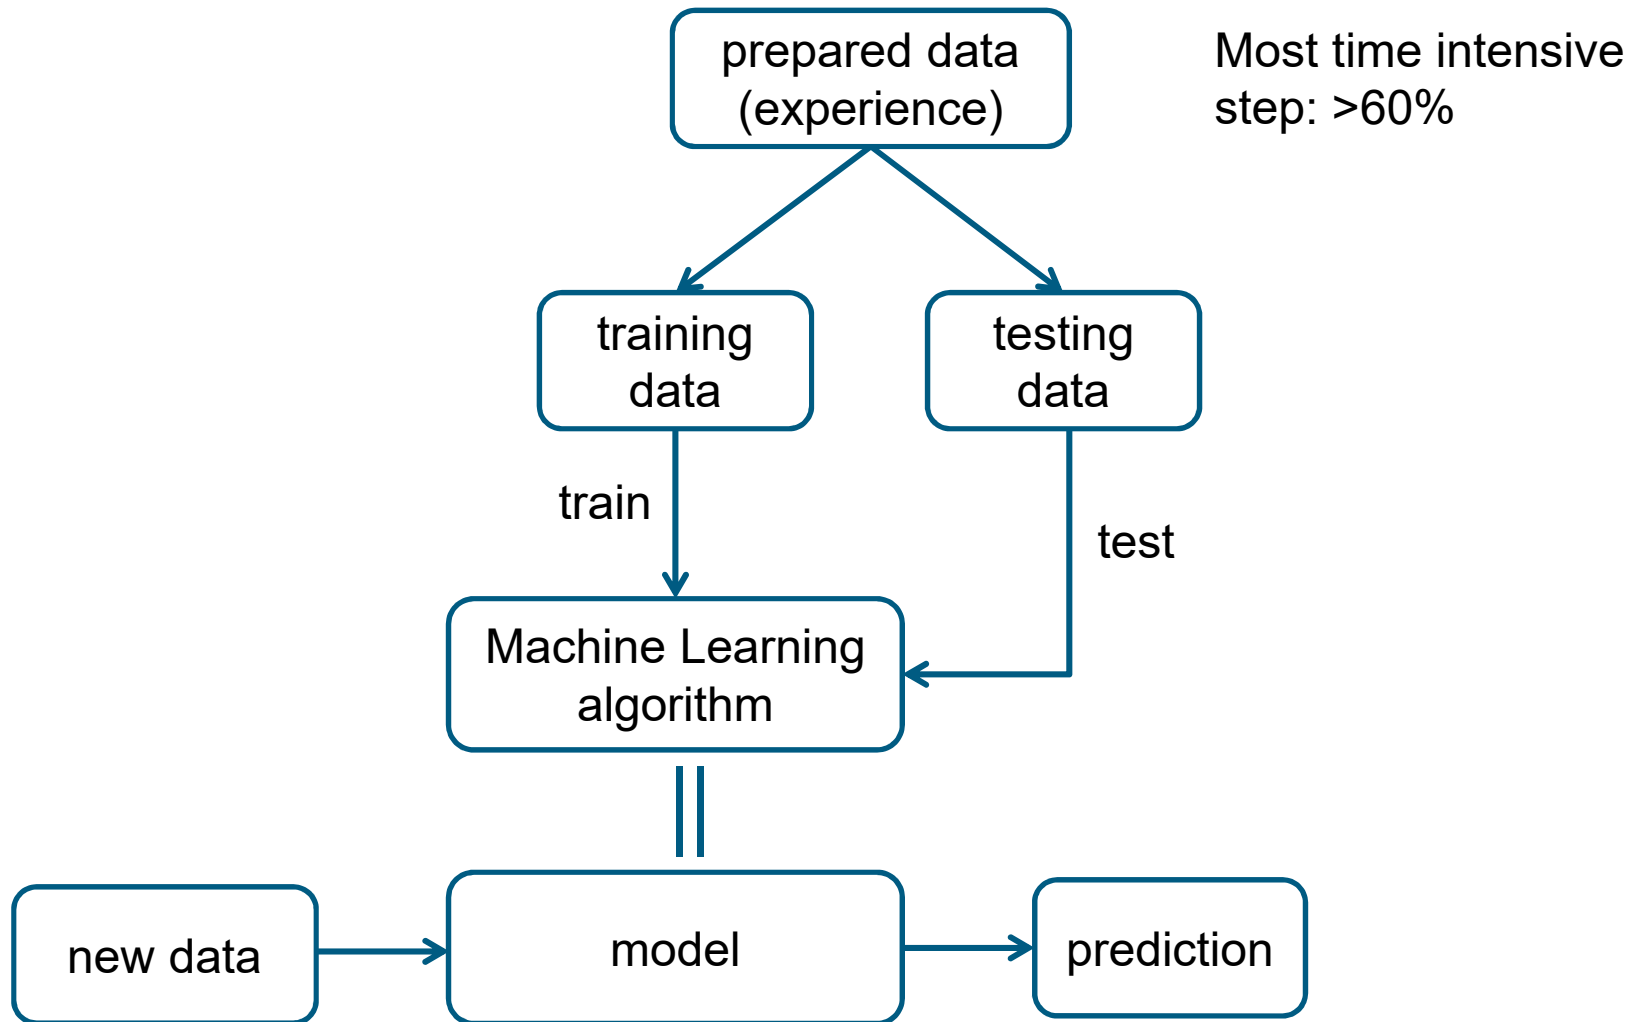 prepared data
(experience)
Most time intensive
step: >60%
training
data
testing
data
train
test
Machine Learning
algorithm
new data
model
prediction